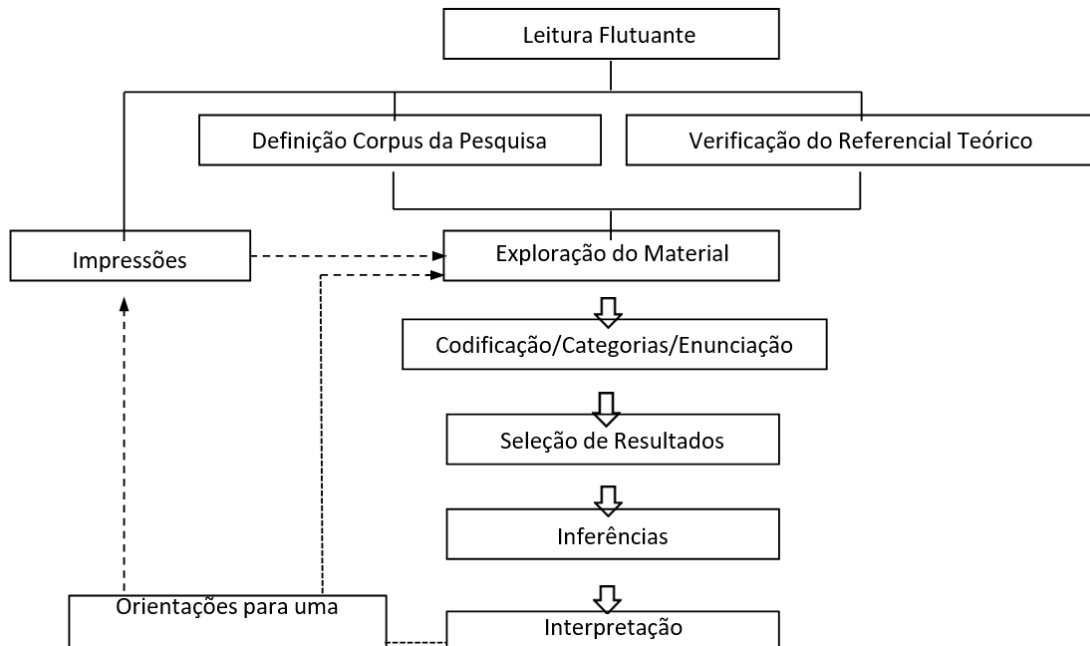 Leitura Flutuante
Definição Corpus da Pesquisa
Verificação do Referencial Teórico
Impressões
Exploração do Material
Codificação/Categorias/Enunciação
Seleção de Resultados
Inferências
Orientações para uma
Interpretação